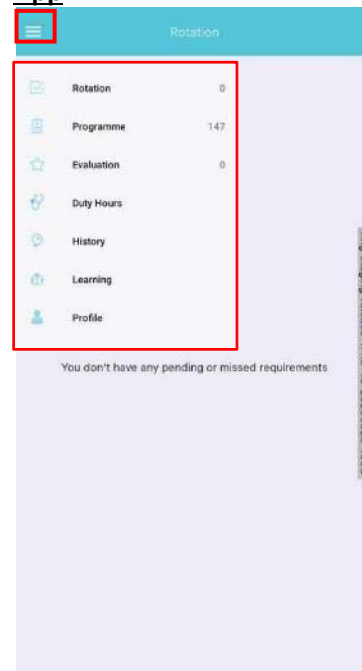 Rotation
Rotation 0
Programme 147
Evaluation 0
Duty Hours
History
Learning
Profile
You don't have any pending or missed requirements